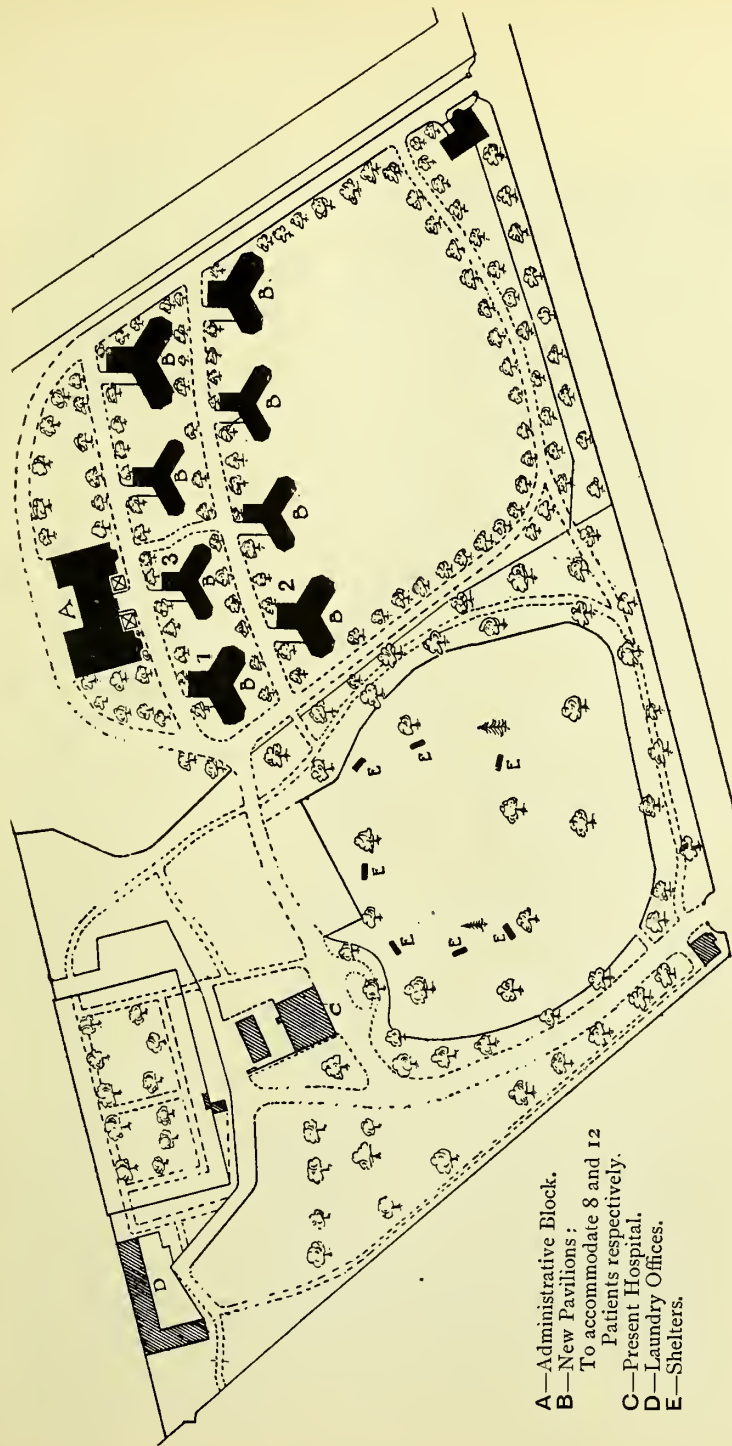 A
B
B
3
B
1
B
B
B
B
2
B
E
E
E
E
E
E
E
C
D
A—Administrative Block.
B—New Pavilions:
To accommodate 8 and 12
Patients respectively.
C—Present Hospital.
D—Laundry Offices.
E—Shelters.